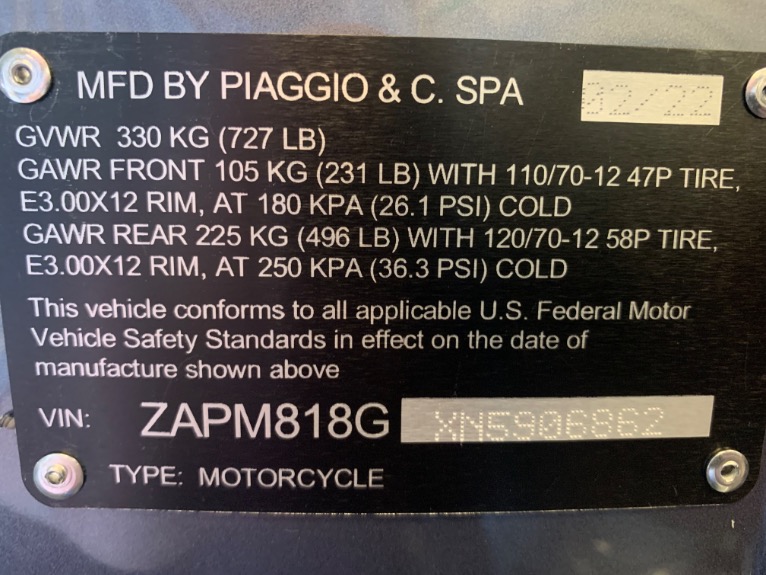 MFD BY PIAGGIO & C. SPA 02/22
GVWR 330 KG (727 LB)
GAWR FRONT 105 KG (231 LB) WITH 110/70-12 47P TIRE,
E3.00X12 RIM, AT 180 KPA (26.1 PSI) COLD
GAWR REAR 225 KG (496 LB) WITH 120/70-12 58P TIRE,
E3.00X12 RIM, AT 250 KPA (36.3 PSI) COLD
This vehicle conforms to all applicable U.S. Federal Motor
Vehicle Safety Standards in effect on the date of
manufacture shown above
VIN: ZAPM818G XN5906862
TYPE: MOTORCYCLE